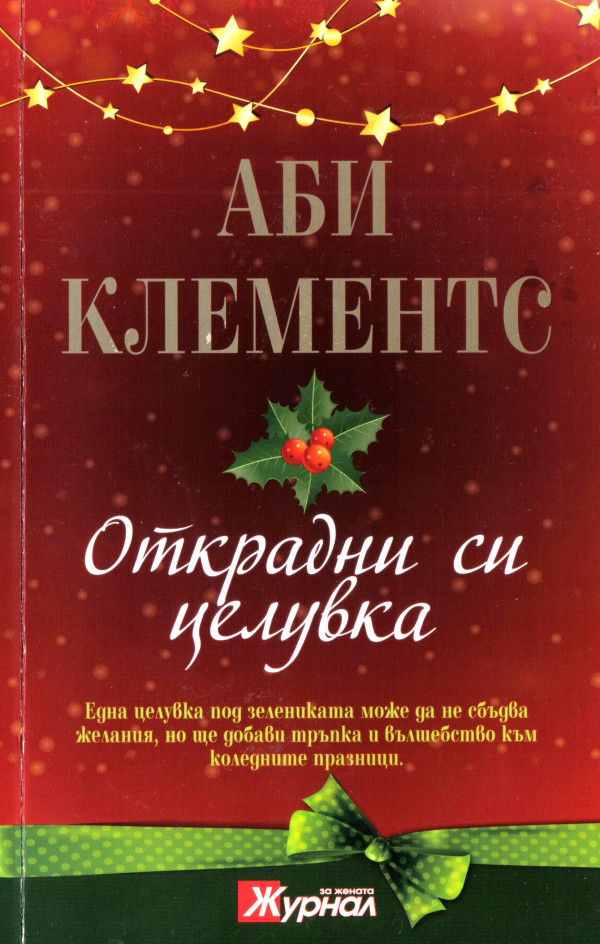 АБИ
КЛЕМЕНТС
Открадни си
целувка
Една целувка под зелениката може да не сбъдва
желания, но ще добави тръпка и вълшебство към
коледните празници.
за жената
Журнал